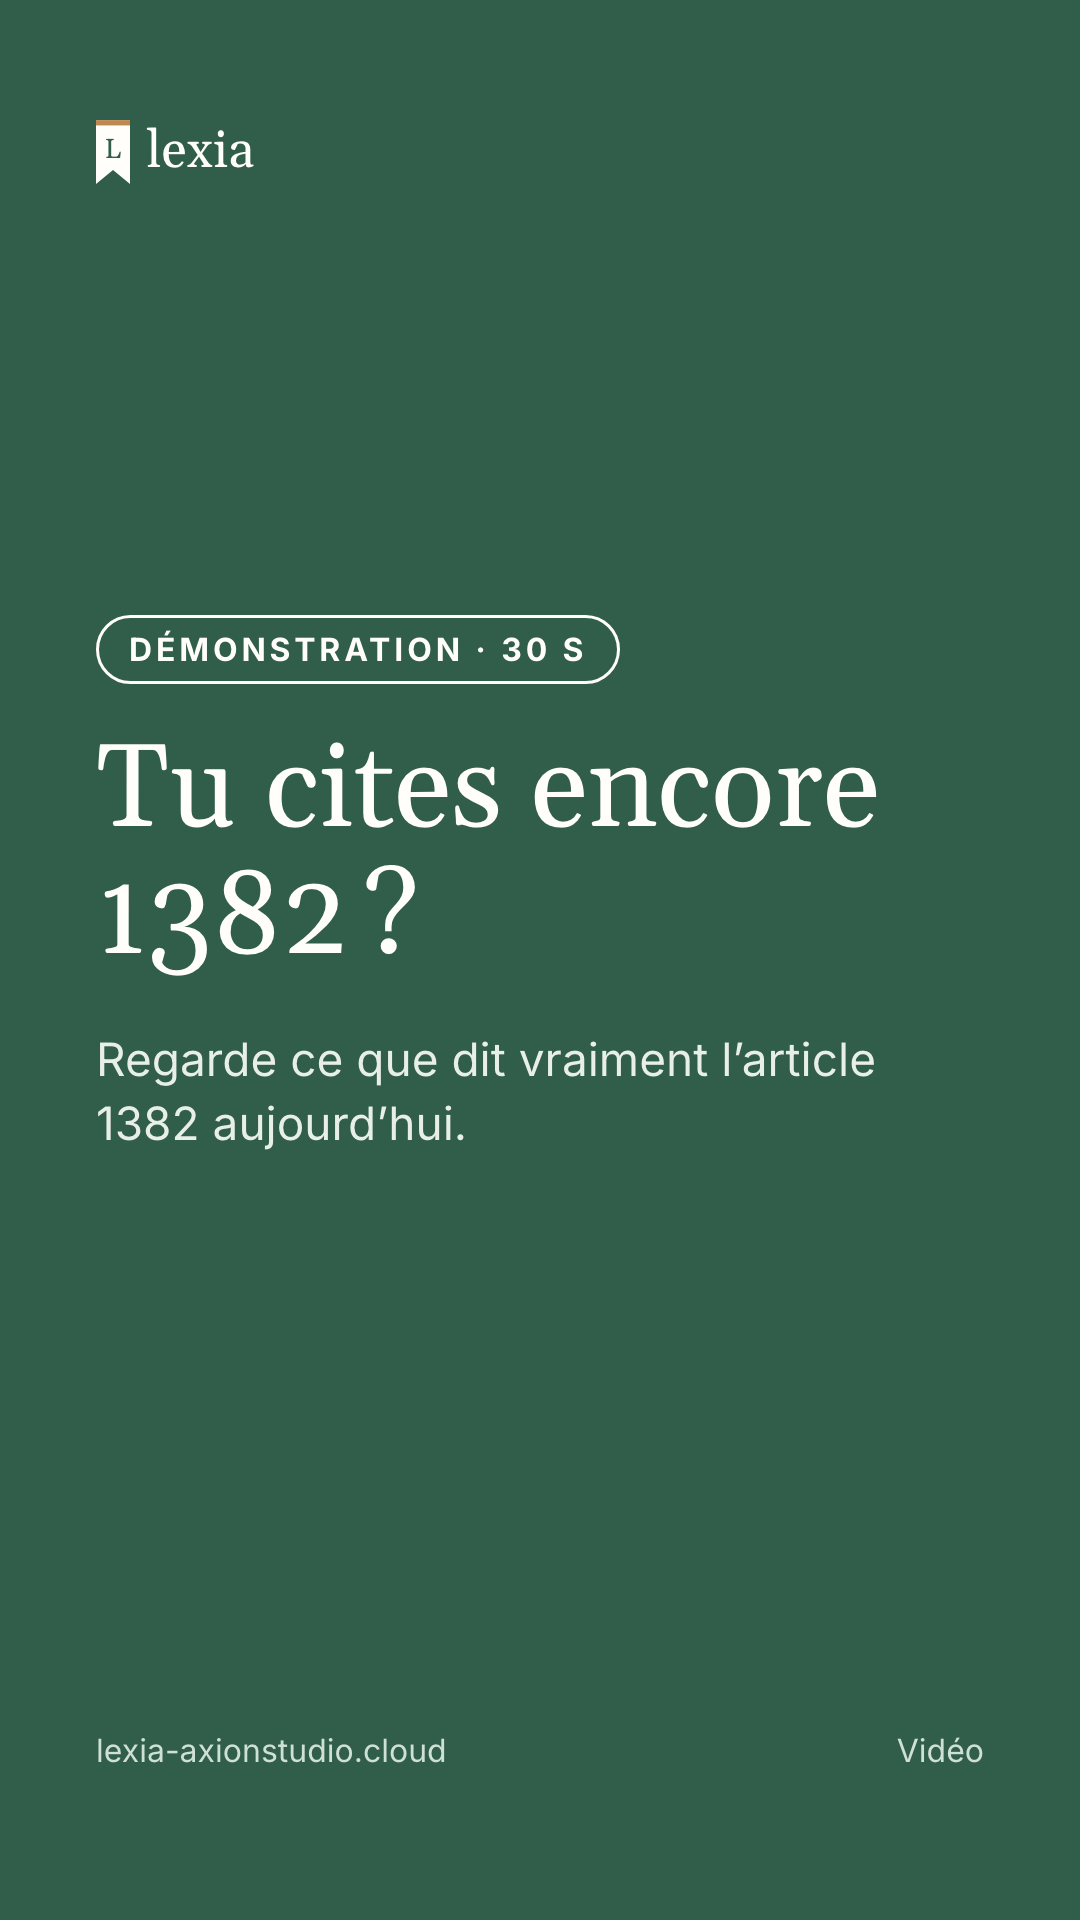 L lexia
DÉMONSTRATION · 30 S
Tu cites encore
1382 ?
Regarde ce que dit vraiment l’article
1382 aujourd’hui.
lexia-axionstudio.cloud
Vidéo